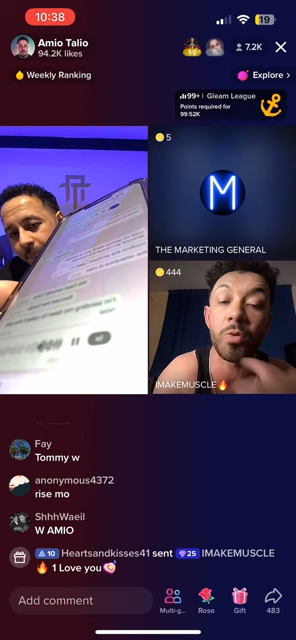 10:38
19
Amio Talio
94.2K likes
7.2K
Weekly Ranking
Explore >
99+ | Gleam League
Points required for
99:52K
5
M
THE MARKETING GENERAL
444
IMAKEMUSCLE🔥
Fay
Tommy w
anonymous4372
rise mo
ShhhWaeil
W AMIO
10 Heartsandkisses41 sent 25 IMAKEMUSCLE
🔥 1 Love you
Add comment
Multi-g...
Rose
Gift
483